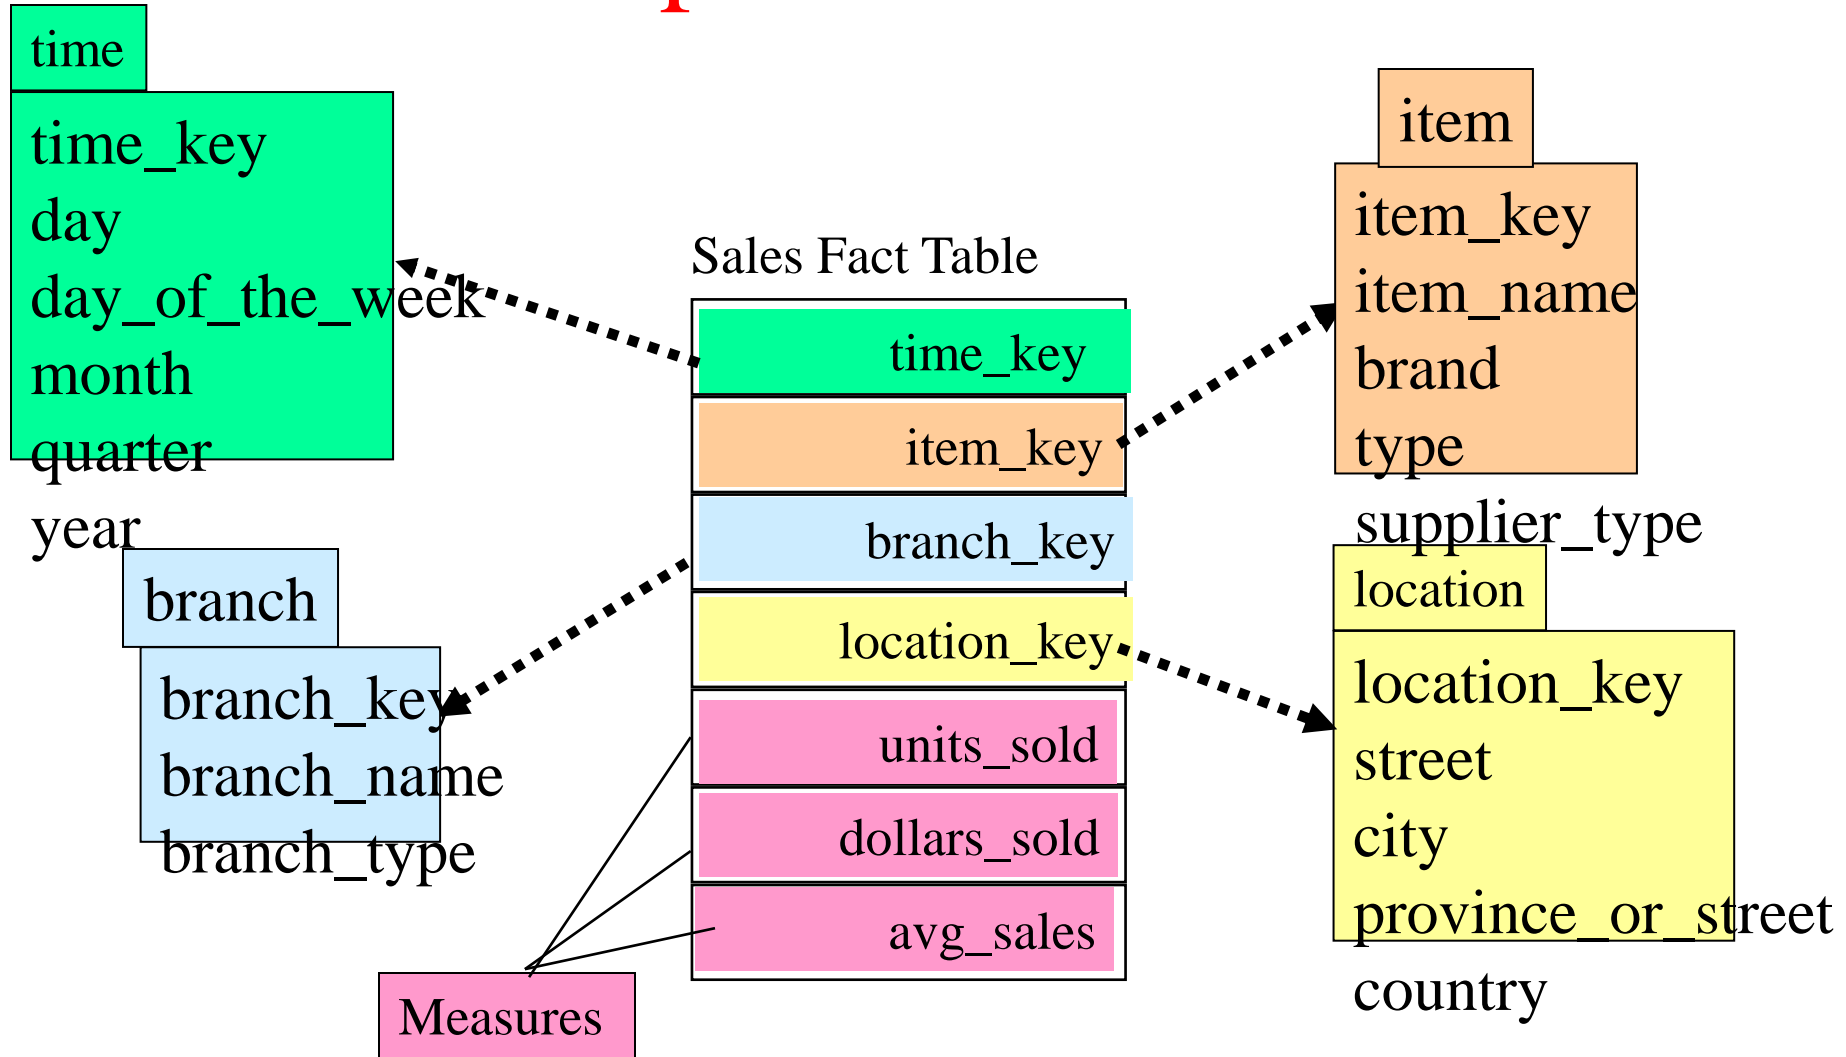 time
time_key
day
day_of_the_week
month
quarter
year
branch
branch_key
branch_name
branch_type
Sales Fact Table
time_key
item_key
branch_key
location_key
units_sold
dollars_sold
avg_sales
Measures
item
item_key
item_name
brand
type
supplier_type
location
location_key
street
city
province_or_street
country